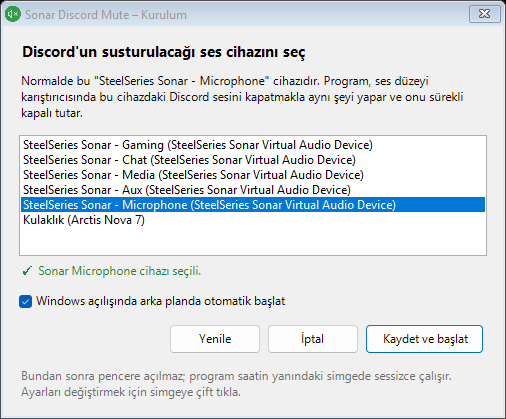 Sonar Discord Mute – Kurulum
Discord'un susturulacağı ses cihazını seç
Normalde bu "SteelSeries Sonar - Microphone" cihazıdır. Program, ses düzeyi
karıştırıcısında bu cihazdaki Discord sesini kapatmakla aynı şeyi yapar ve onu sürekli
kapalı tutar.
SteelSeries Sonar - Gaming (SteelSeries Sonar Virtual Audio Device)
SteelSeries Sonar - Chat (SteelSeries Sonar Virtual Audio Device)
SteelSeries Sonar - Media (SteelSeries Sonar Virtual Audio Device)
SteelSeries Sonar - Aux (SteelSeries Sonar Virtual Audio Device)
SteelSeries Sonar - Microphone (SteelSeries Sonar Virtual Audio Device)
Kulaklık (Arctis Nova 7)
✓ Sonar Microphone cihazı seçili.
Windows açılışında arka planda otomatik başlat
Yenile
İptal
Kaydet ve başlat
Bundan sonra pencere açılmaz; program saatin yanındaki simgede sessizce çalışır.
Ayarları değiştirmek için simgeye çift tıkla.